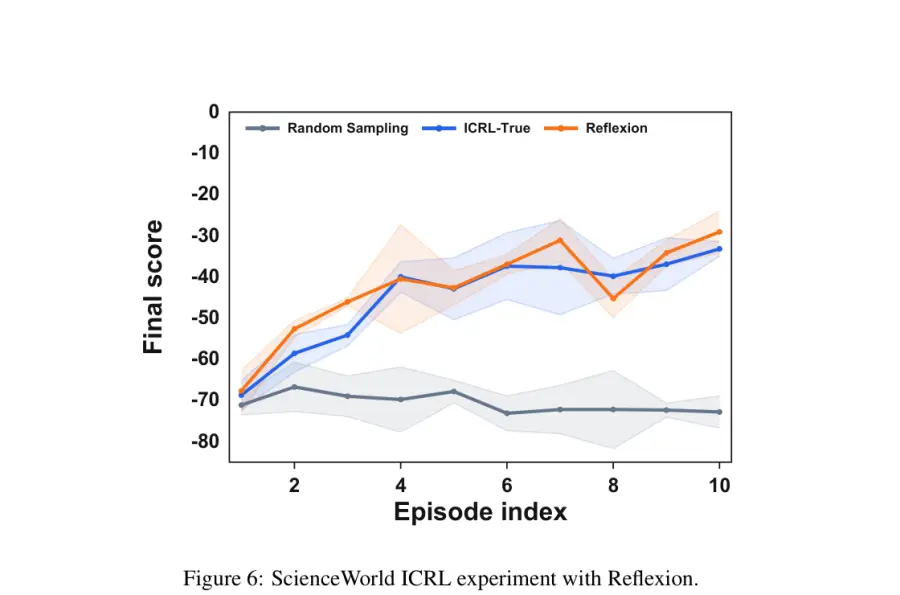 0
-10
-20
-30
-40
-50
-60
-70
-80
Final score
Random Sampling ICRL-True Reflexion
2 4 6 8 10
Episode index
Figure 6: ScienceWorld ICRL experiment with Reflexion.